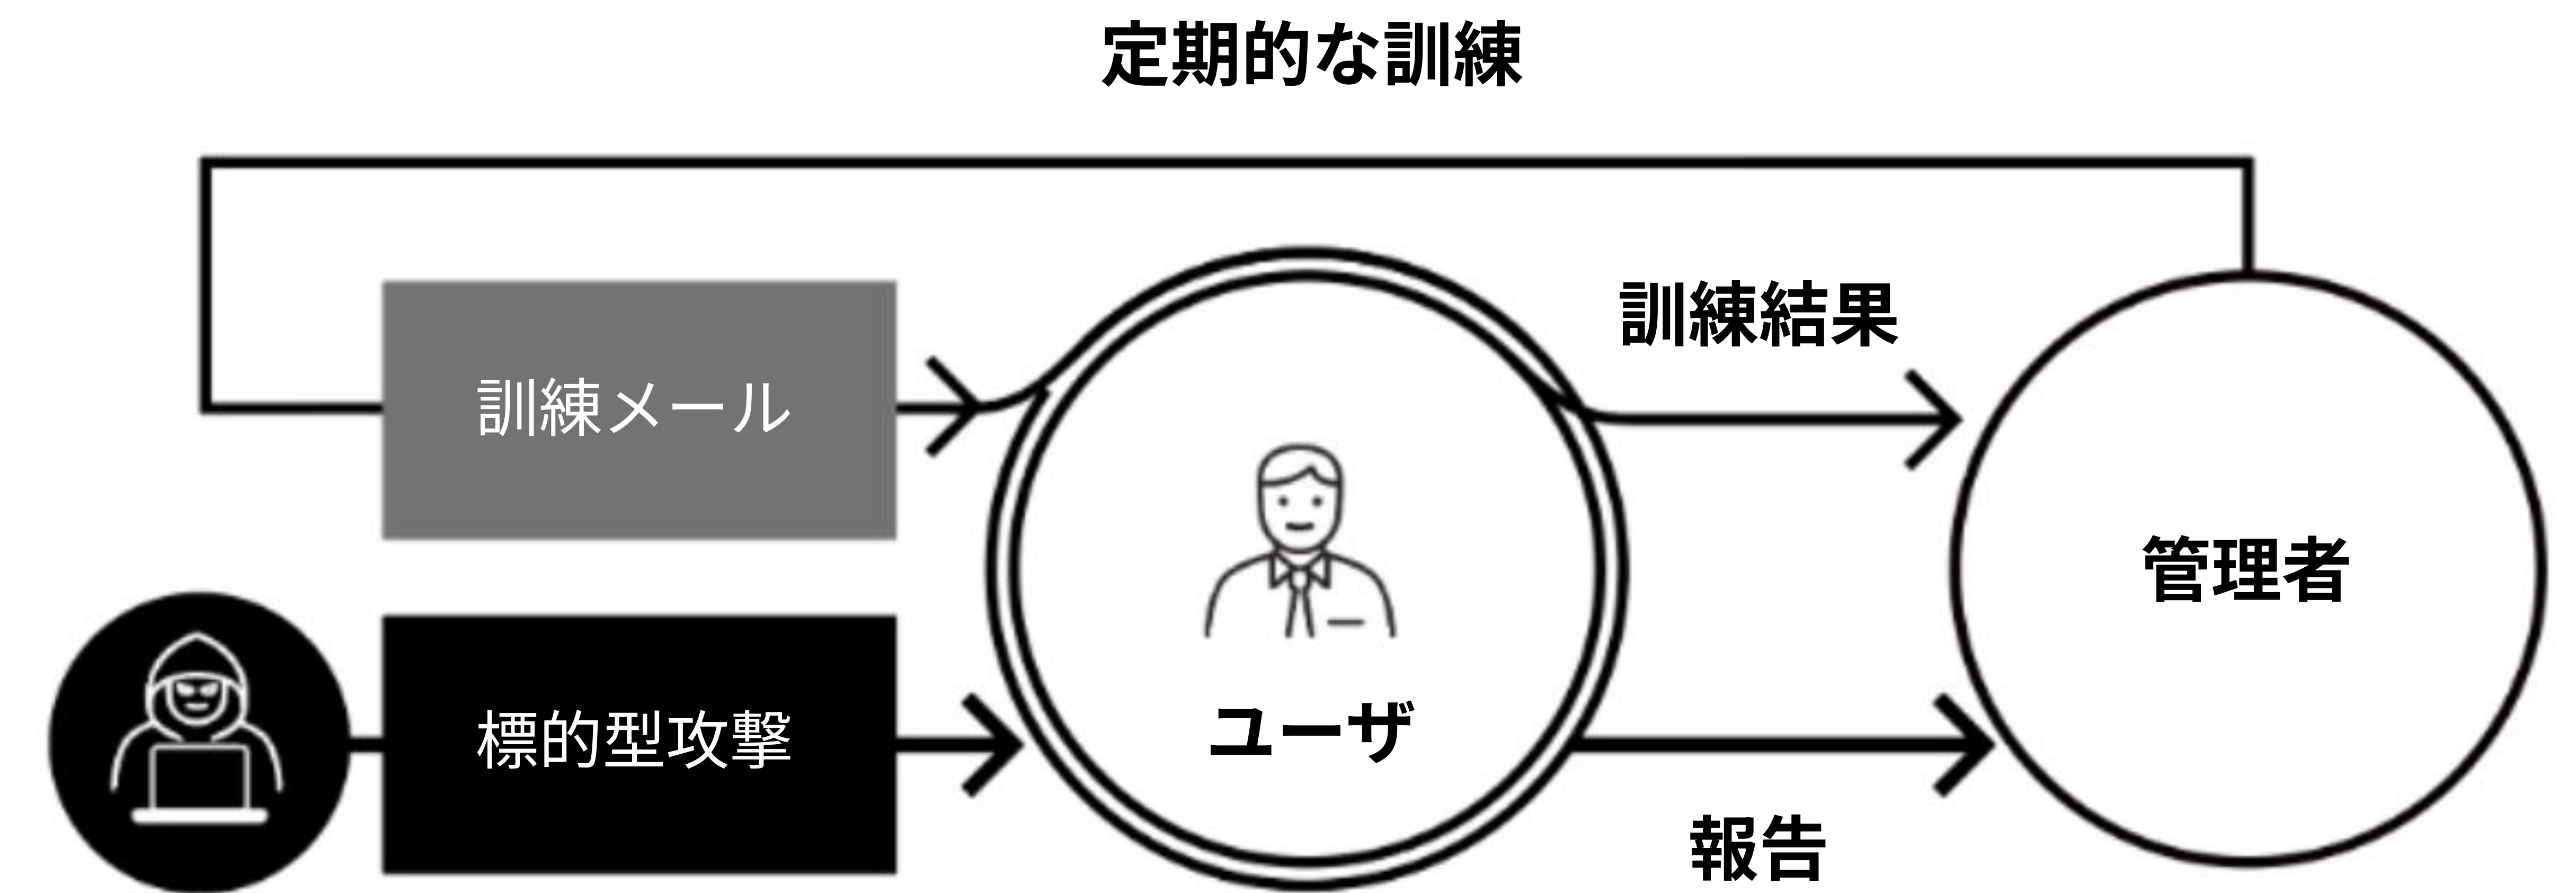 定期的な訓練
訓練結果
訓練メール
管理者
標的型攻撃
ユーザ
報告